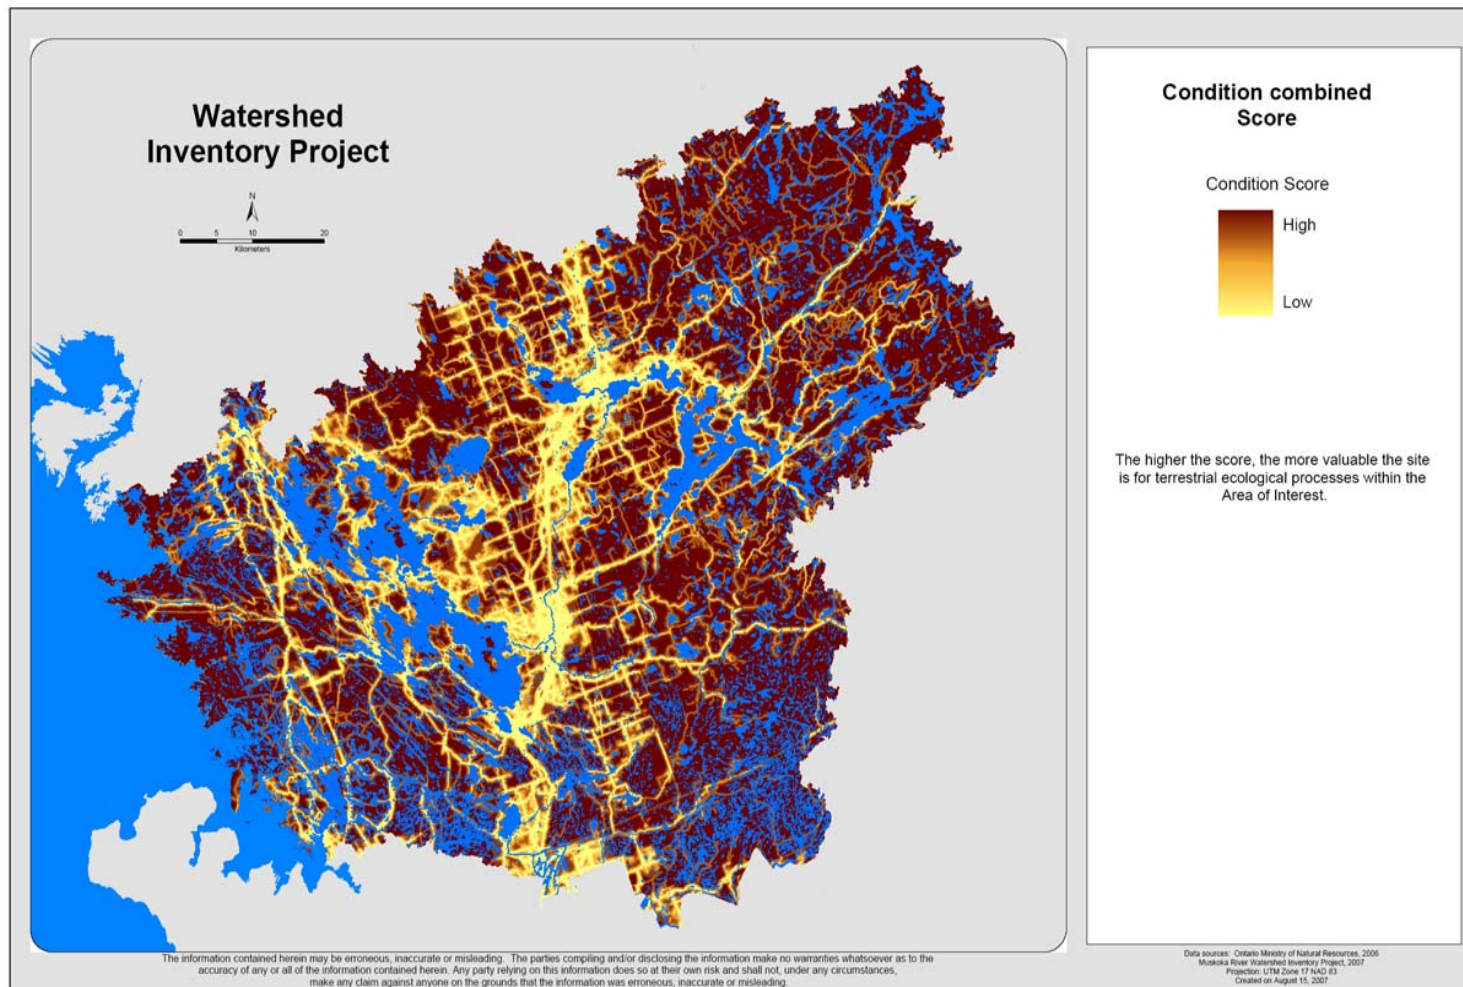 Watershed
Inventory Project
N
0 5 10 20
Kilometers
Condition combined
Score
Condition Score
High
Low
The higher the score, the more valuable the site
is for terrestrial ecological processes within the
Area of Interest.
The information contained herein may be erroneous, inaccurate or misleading. The parties compiling and/or disclosing the information make no warranties whatsoever as to the
accuracy of any or all of the information contained herein. Any party relying on this information does so at their own risk and shall not, under any circumstances,
make any claim against anyone on the grounds that the information was erroneous, inaccurate or misleading.
Data sources: Ontario Ministry of Natural Resources, 2006
Muskoka River Watershed Inventory Project, 2007
Projection: UTM Zone 17 NAD 83
Created on August 15, 2007